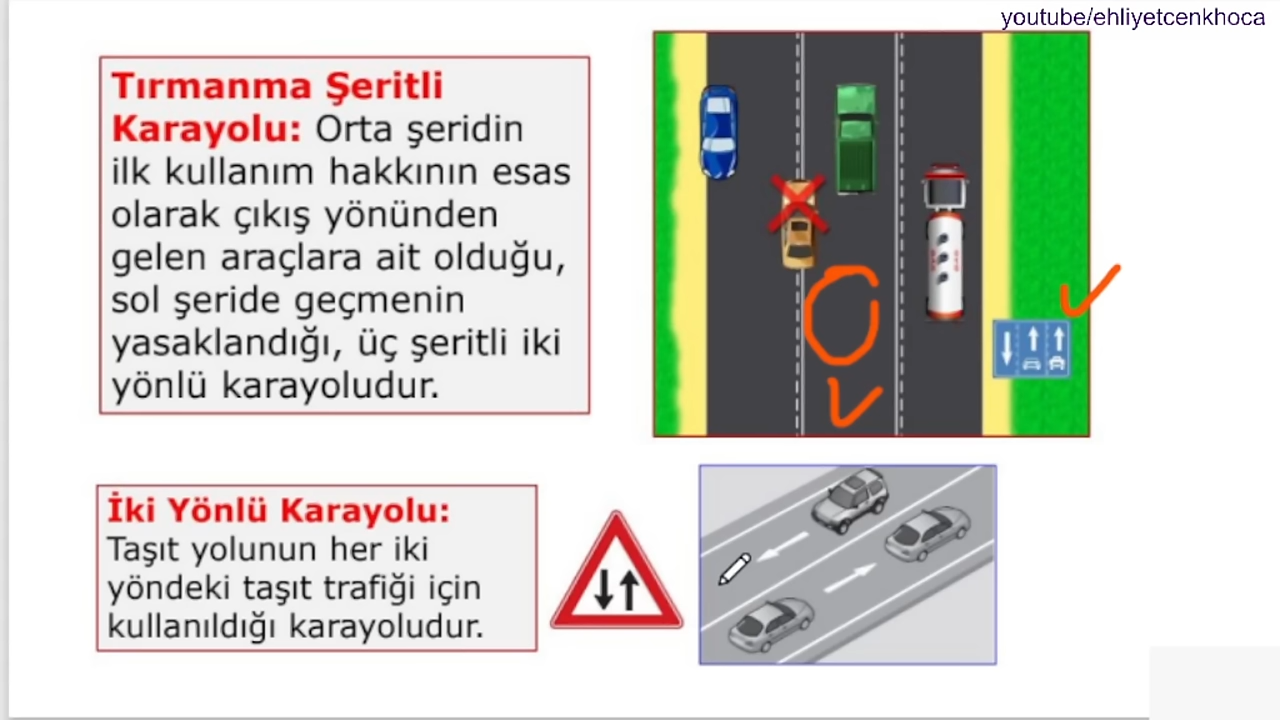 youtube/ehliyetcenkhoca
Tırmanma Şeritli
Karayolu: Orta şeridin
ilk kullanım hakkının esas
olarak çıkış yönünden
gelen araçlara ait olduğu,
sol şeride geçmenin
yasaklandığı, üç şeritli iki
yönlü karayoludur.
İki Yönlü Karayolu:
Taşıt yolunun her iki
yöndeki taşıt trafiği için
kullanıldığı karayoludur.